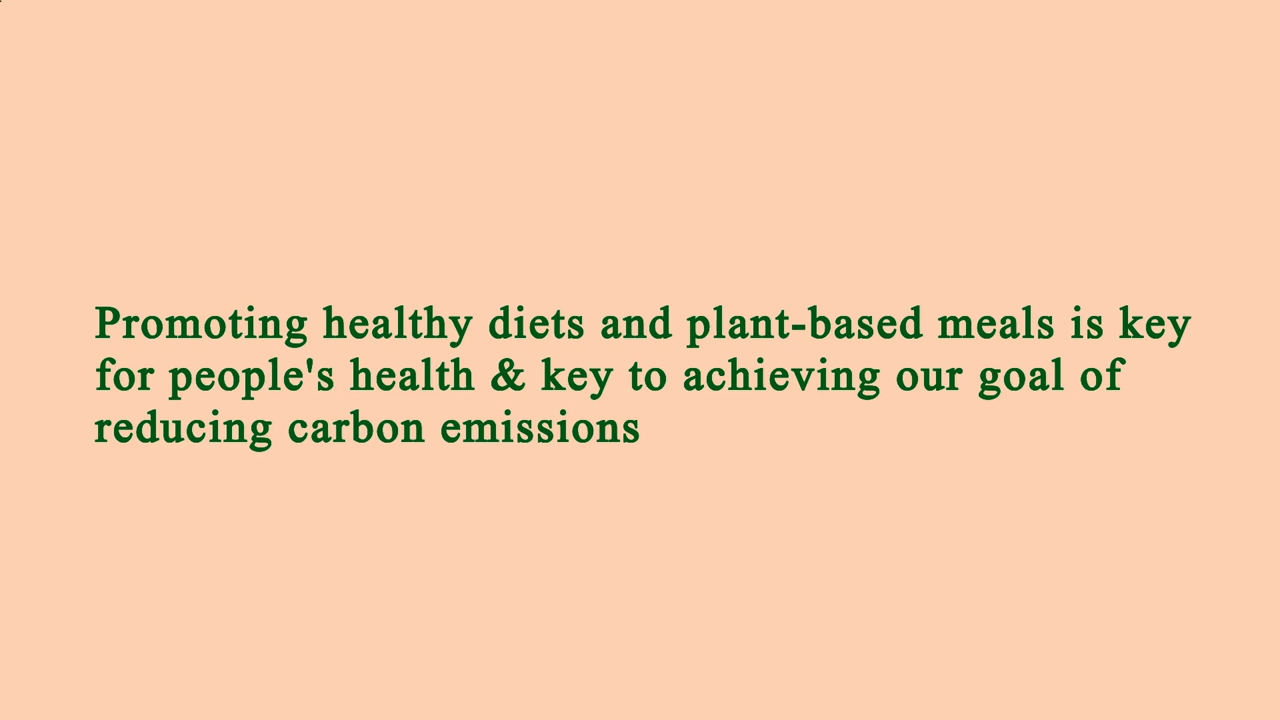 Promoting healthy diets and plant-based meals is key
for people's health & key to achieving our goal of
reducing carbon emissions